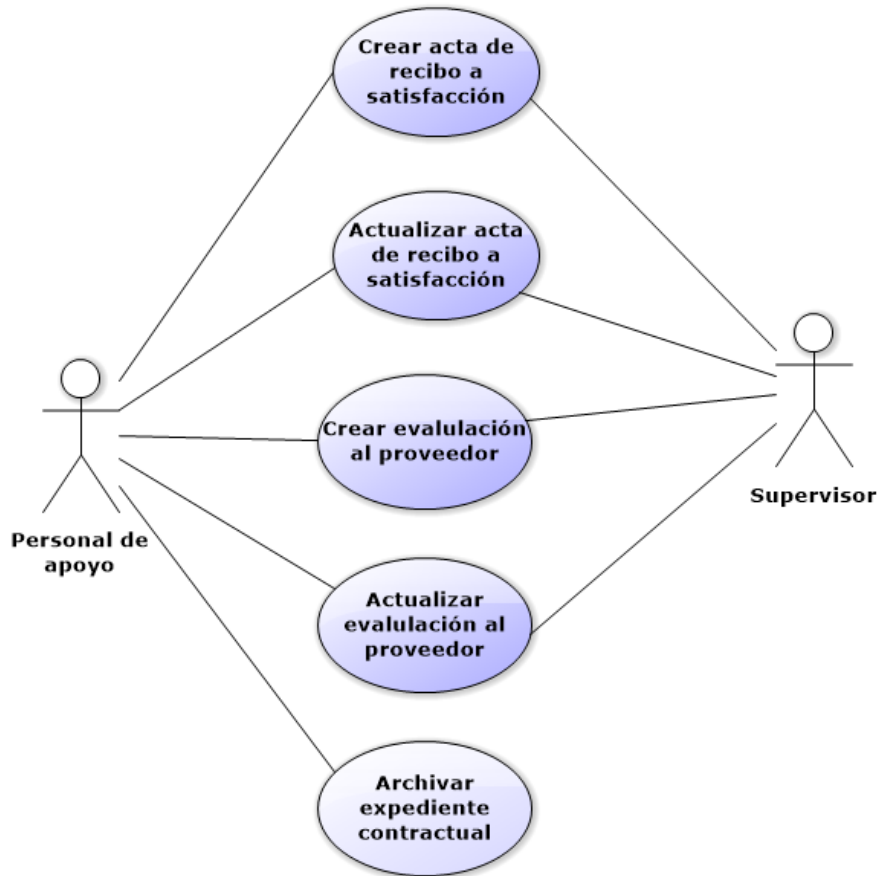 Crear acta de
recibo a
satisfacción
Actualizar acta
de recibo a
satisfacción
Crear evalulación
al proveedor
Supervisor
Personal de
apoyo
Actualizar
evalulación al
proveedor
Archivar
expediente
contractual